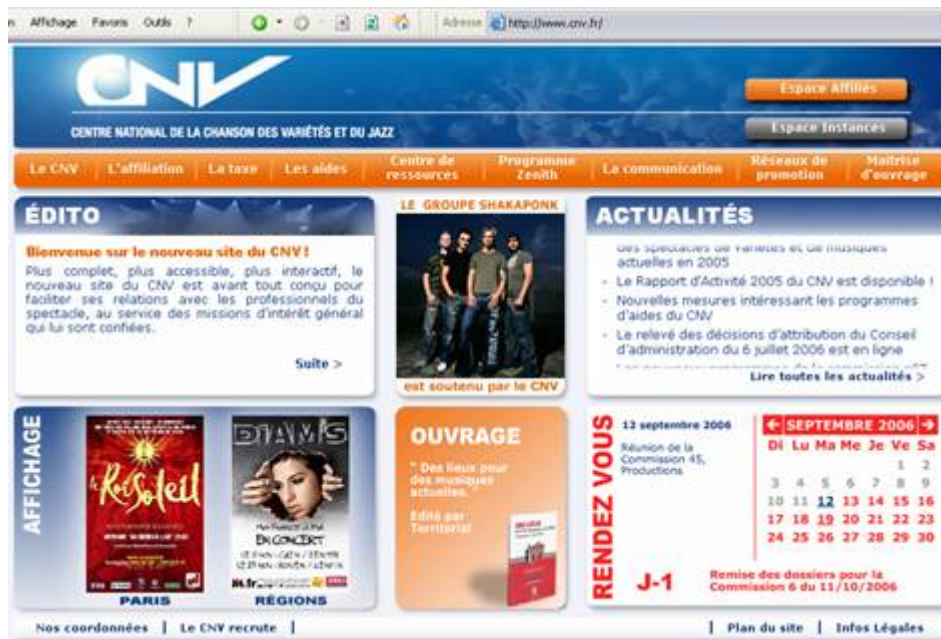 Affichage Favoris Outils ?
Adresse http://www.cnv.fr/
CNV
CENTRE NATIONAL DE LA CHANSON DES VARIÉTÉS ET DU JAZZ
Espace Affiliés
Espace Instances
Le CNV
L'affiliation
La taxe
Les aides
Centre de
ressources
Programme
Zenith
La communication
Réseaux de
promotion
Maîtrise
d'ouvrage
ÉDITO
Bienvenue sur le nouveau site du CNV !
Plus complet, plus accessible, plus interactif, le
nouveau site du CNV est avant tout conçu pour
faciliter ses relations avec les professionnels du
spectacle, au service des missions d'intérêt général
qui lui sont confiées.
Suite >
LE GROUPE SHAKAPONK
est soutenu par le CNV
ACTUALITÉS
des spectacles de variétés et de musiques
actuelles en 2005
- Le Rapport d'Activité 2005 du CNV est disponible !
- Nouvelles mesures intéressant les programmes
d'aides du CNV
- Le relevé des décisions d'attribution du Conseil
d'administration du 6 juillet 2006 est en ligne
Lire toutes les actualités >
AFFICHAGE
le Roi Soleil
PARIS
DIAM'S
EN CONCERT
RÉGIONS
OUVRAGE
" Des lieux pour
des musiques
actuelles. "
Edité par
Territorial
RENDEZ VOUS
12 septembre 2006
Réunion de la
Commission 45,
Productions
SEPTEMBRE 2006
Di Lu Ma Me Je Ve Sa
1 2
3 4 5 6 7 8 9
10 11 12 13 14 15 16
17 18 19 20 21 22 23
24 25 26 27 28 29 30
J-1
Remise des dossiers pour la
Commission 6 du 11/10/2006
Nos coordonnées | Le CNV recrute |
| Plan du site | Infos Légales